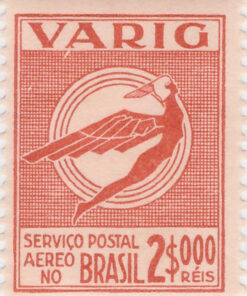 VARIG
SERVIÇO POSTAL
AEREO
NO BRASIL 2$000
RÉIS